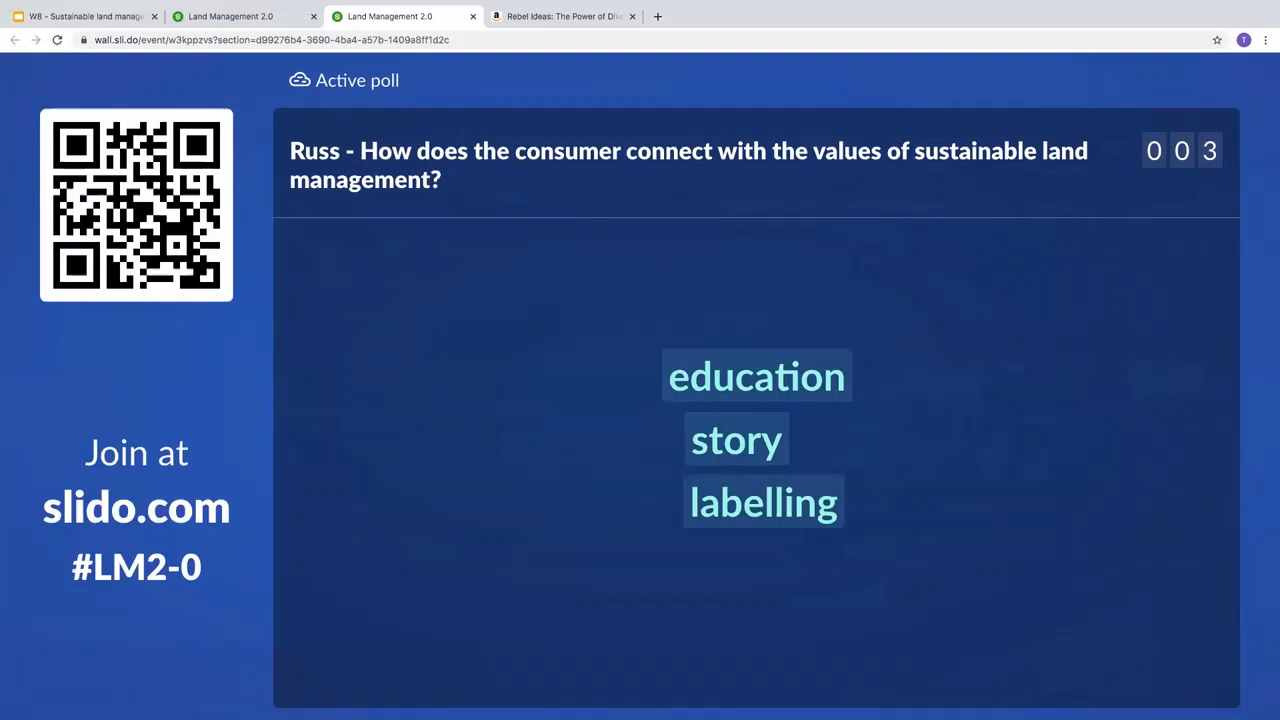 W8 - Sustainable land manage
Land Management 2.0
Land Management 2.0
Rebel Ideas: The Power of Div
wall.sli.do/event/w3kppzvs?section=d99276b4-3690-4ba4-a57b-1409a8ff1d2c
T
Active poll
Russ - How does the consumer connect with the values of sustainable land
management?
0 0 3
education
story
labelling
Join at
slido.com
#LM2-0